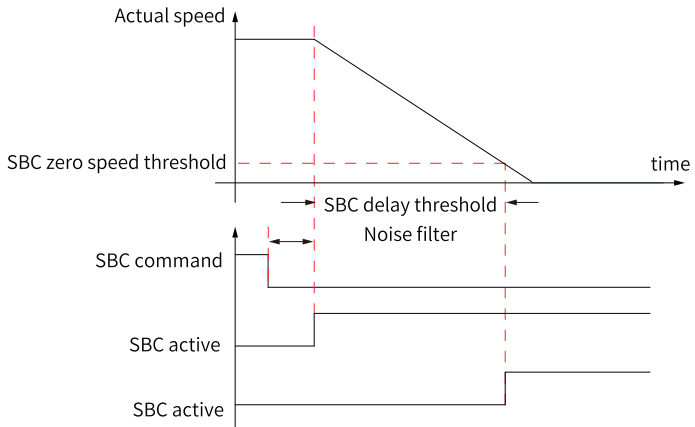 Actual speed
SBC zero speed threshold
time
SBC delay threshold
Noise filter
SBC command
SBC active
SBC active